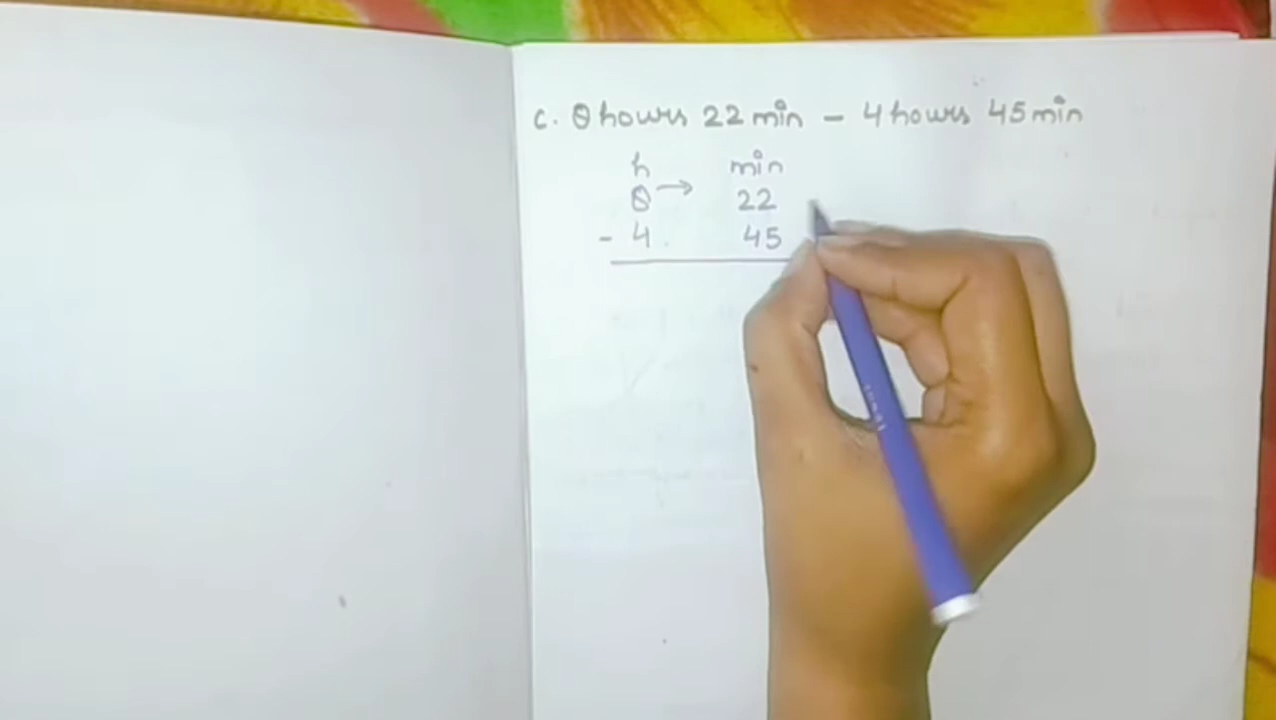 c. 8 hours 22 min - 4 hours 45 min
h min
8 → 22
- 4 45